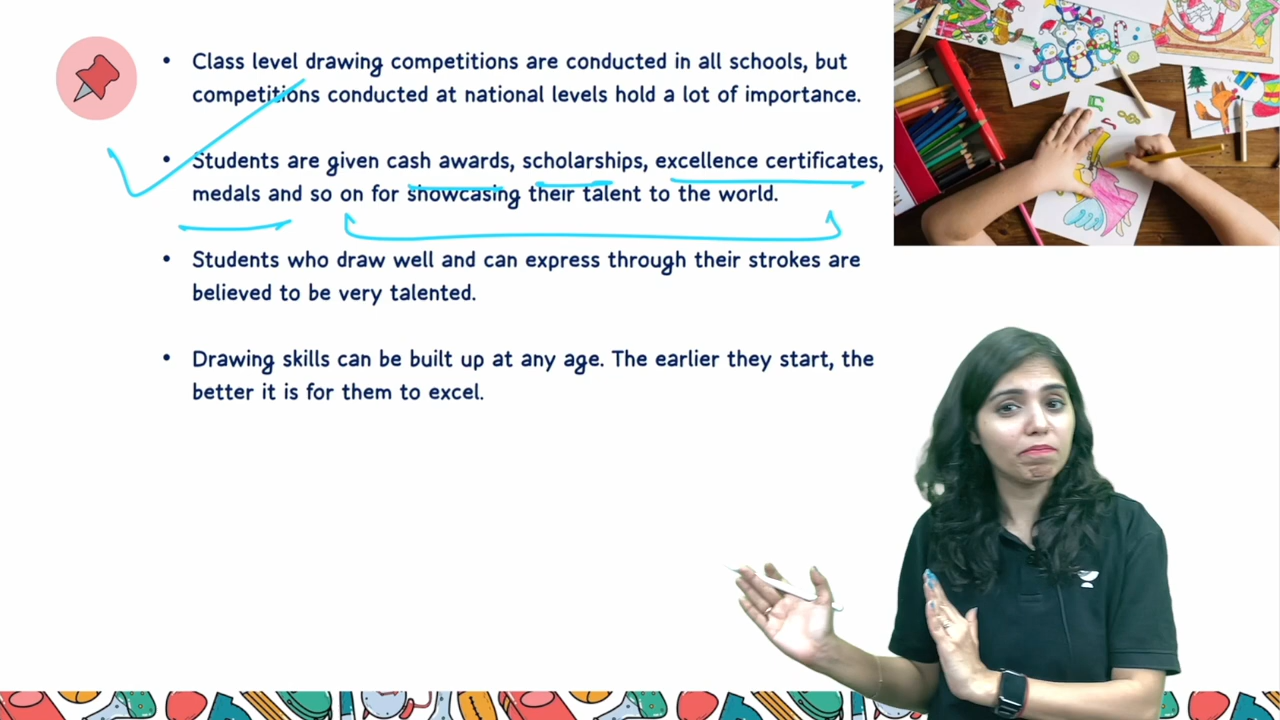 • Class level drawing competitions are conducted in all schools, but
competitions conducted at national levels hold a lot of importance.
• Students are given cash awards, scholarships, excellence certificates,
medals and so on for showcasing their talent to the world.
• Students who draw well and can express through their strokes are
believed to be very talented.
• Drawing skills can be built up at any age. The earlier they start, the
better it is for them to excel.